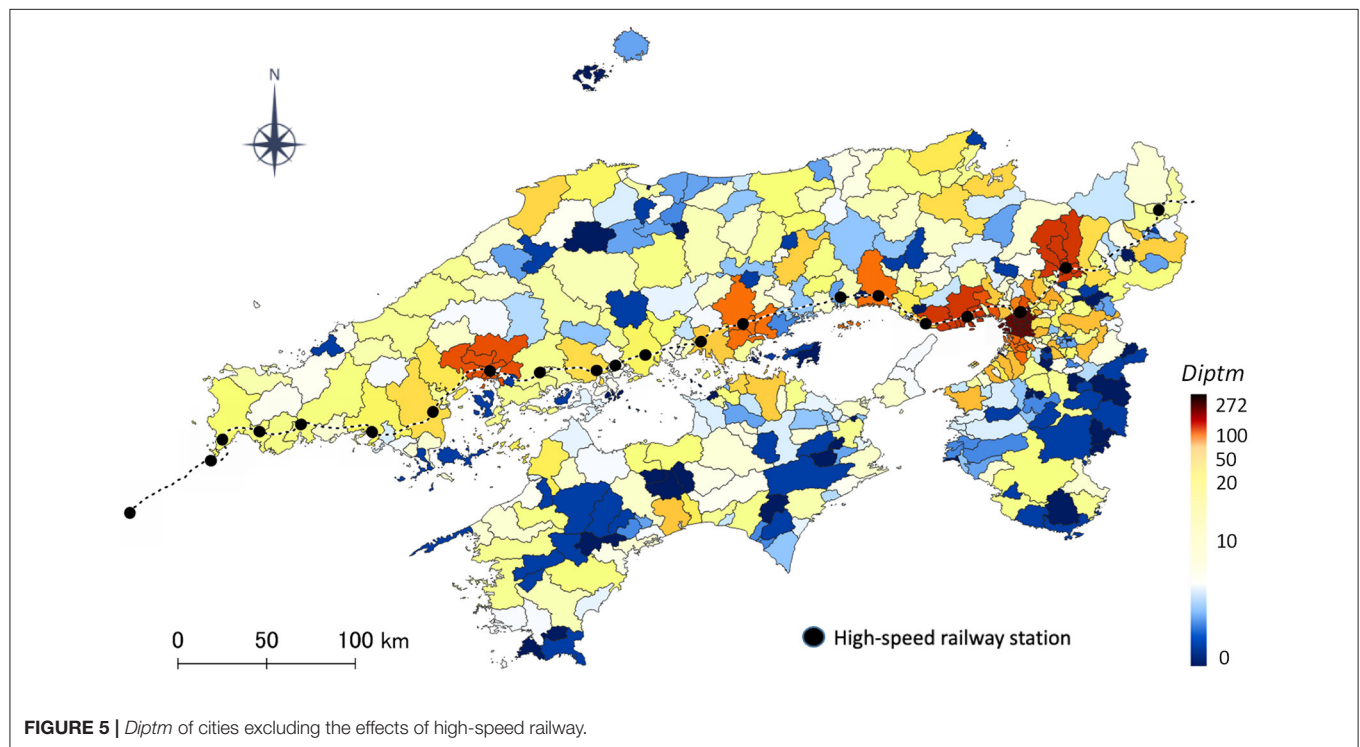 N
Diptm
272
100
50
20
10
0
0 50 100 km
High-speed railway station
FIGURE 5 | Diptm of cities excluding the effects of high-speed railway.